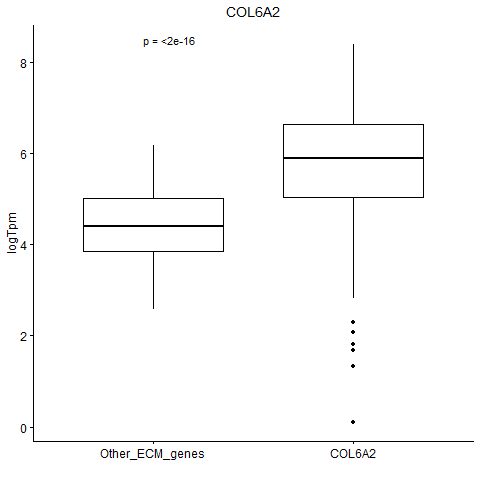 COL6A2
p = <2e-16
logTpm
8
6
4
2
0
Other_ECM_genes
COL6A2